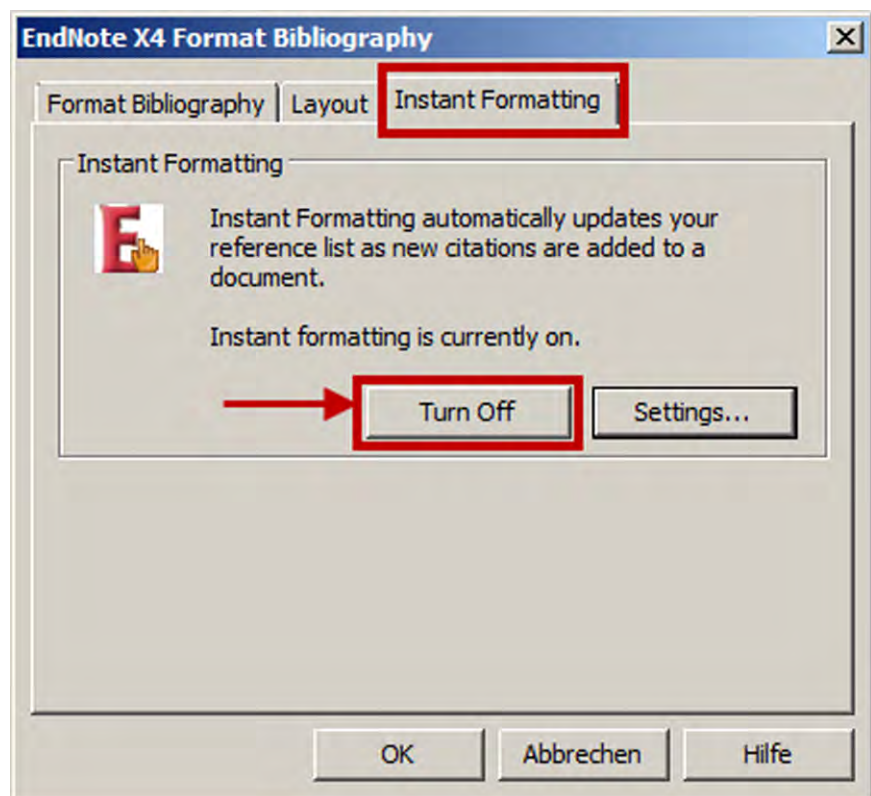 EndNote X4 Format Bibliography
Format Bibliography Layout Instant Formatting
Instant Formatting
Instant Formatting automatically updates your
reference list as new citations are added to a
document.
Instant formatting is currently on.
Turn Off Settings...
OK Abbrechen Hilfe